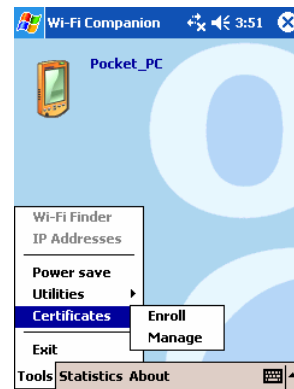 Wi-Fi Companion 3:51
Pocket_PC
Wi-Fi Finder
IP Addresses
Power save
Utilities
Certificates
Enroll
Manage
Exit
Tools Statistics About